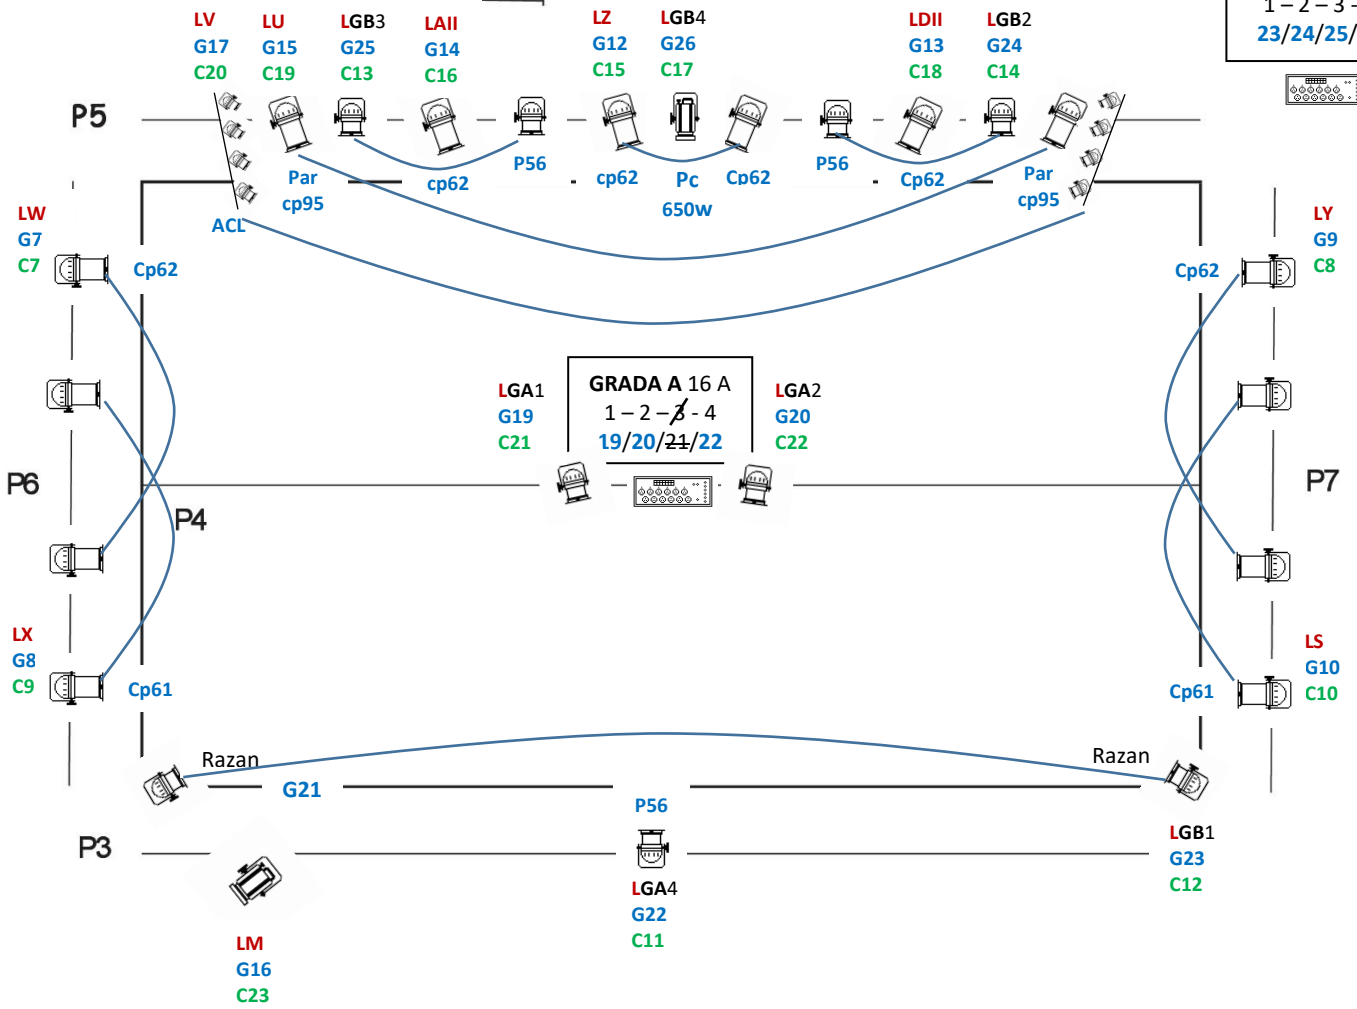 1 – 2 – 3 -
23/24/25/
LV
G17
C20
LU
G15
C19
LGB3
G25
C13
LAII
G14
C16
LZ
G12
C15
LGB4
G26
C17
LDII
G13
C18
LGB2
G24
C14
P5
P56
P56
Par
cp95
cp62
cp62
Pc
650w
Cp62
Cp62
Par
cp95
ACL
LW
G7
C7
Cp62
Cp62
LY
G9
C8
LGA1
G19
C21
GRADA A 16 A
1 – 2 – 3 - 4
19/20/21/22
LGA2
G20
C22
P6
P4
P7
LX
G8
C9
Cp61
Cp61
LS
G10
C10
Razan
Razan
G21
P56
P3
LGA4
G22
C11
LGB1
G23
C12
LM
G16
C23